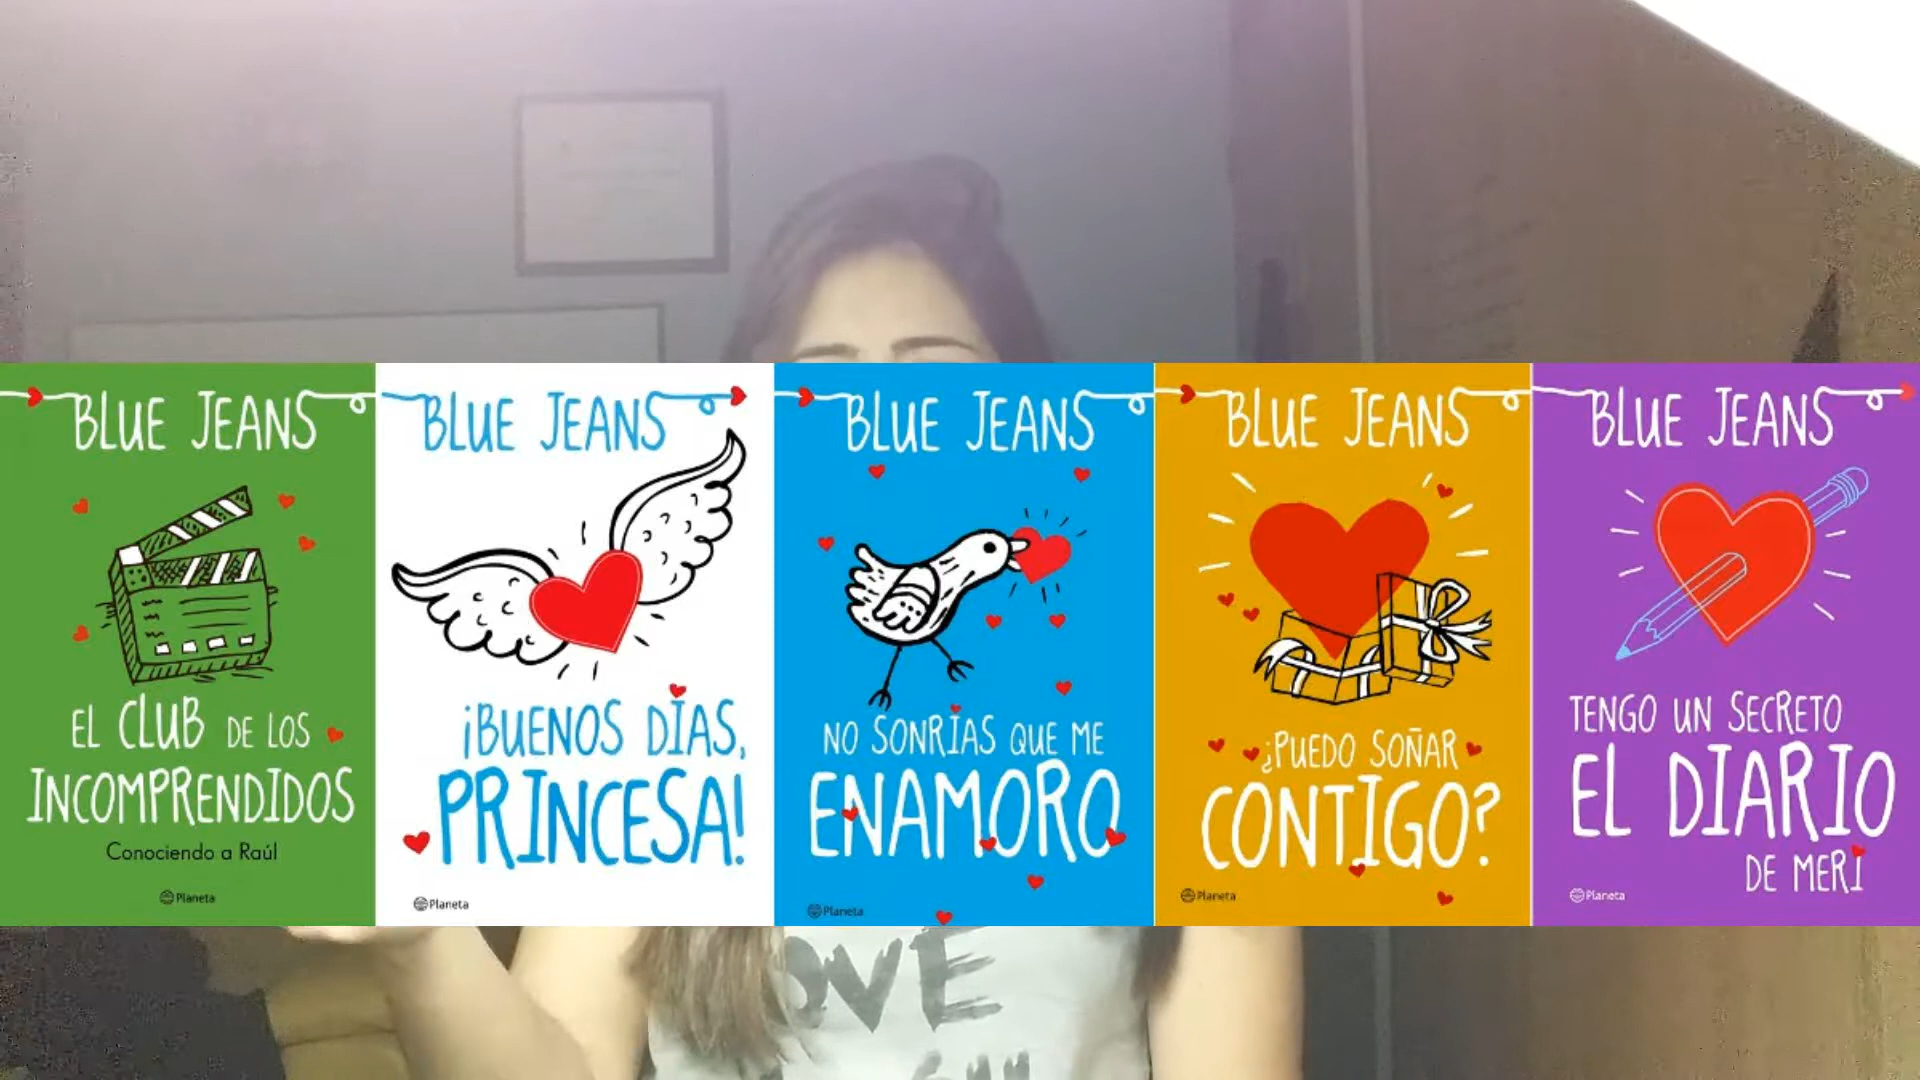 BLUE JEANS
EL CLUB DE LOS
INCOMPRENDIDOS
Conociendo a Raúl
Planeta
BLUE JEANS
¡BUENOS DÍAS,
PRINCESA!
Planeta
BLUE JEANS
NO SONRÍAS QUE ME
ENAMORO
Planeta
BLUE JEANS
¿PUEDO SOÑAR
CONTIGO?
Planeta
BLUE JEANS
TENGO UN SECRETO
EL DIARIO
DE MERI
Planeta
OVE